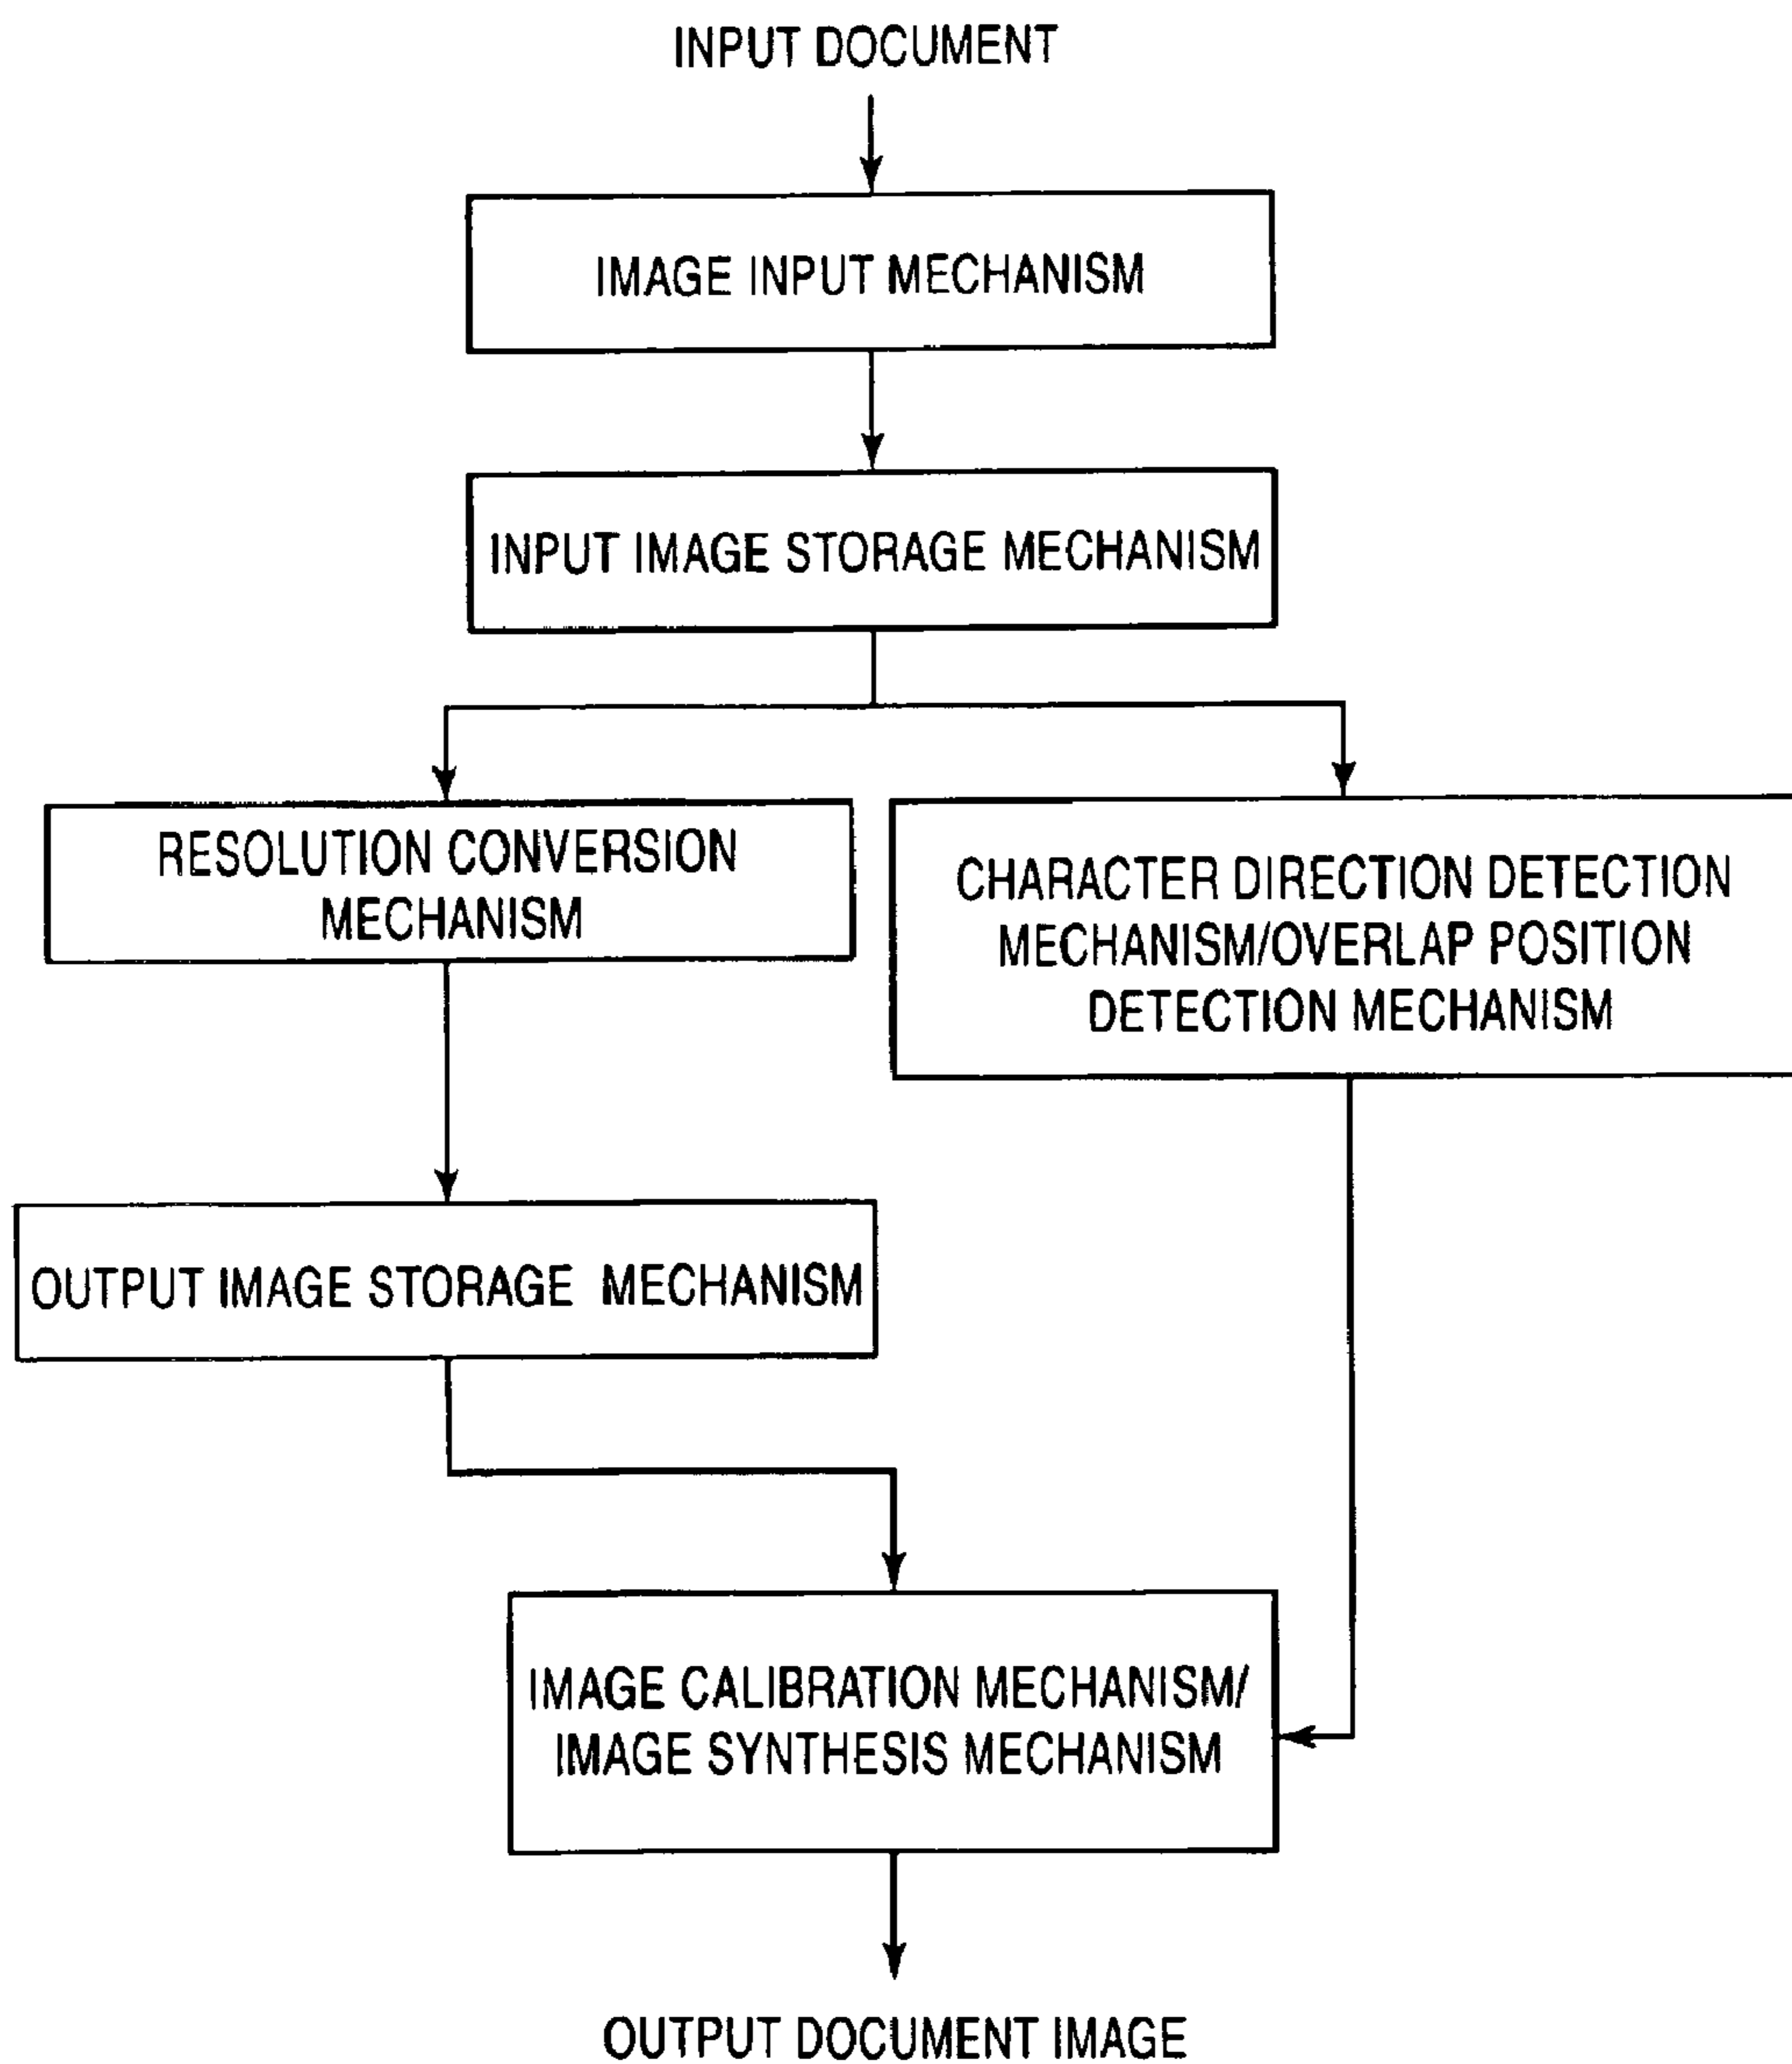 INPUT DOCUMENT
IMAGE INPUT MECHANISM
INPUT IMAGE STORAGE MECHANISM
RESOLUTION CONVERSION
MECHANISM
CHARACTER DIRECTION DETECTION
MECHANISM/OVERLAP POSITION
DETECTION MECHANISM
OUTPUT IMAGE STORAGE MECHANISM
IMAGE CALIBRATION MECHANISM/
IMAGE SYNTHESIS MECHANISM
OUTPUT DOCUMENT IMAGE